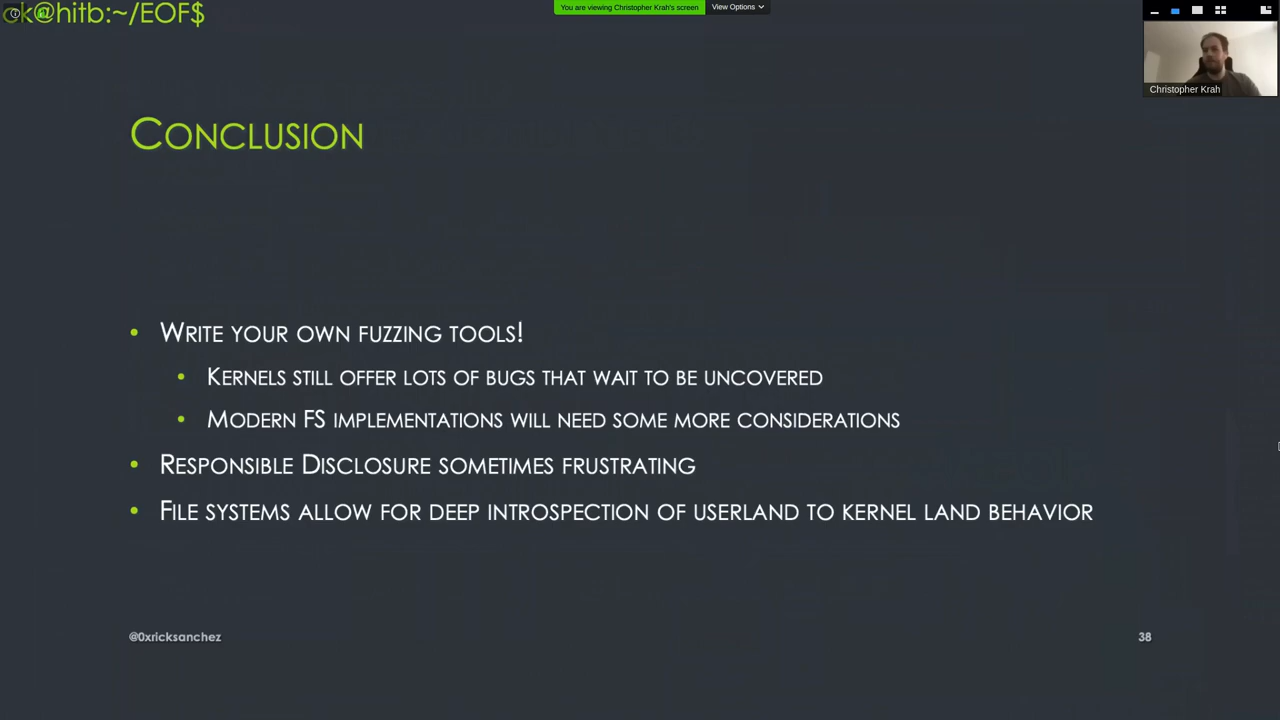 ck@hitb:~/EOF$
You are viewing Christopher Krah's screen
View Options
Christopher Krah
Conclusion
• Write your own fuzzing tools!
• Kernels still offer lots of bugs that wait to be uncovered
• Modern FS implementations will need some more considerations
• Responsible Disclosure sometimes frustrating
• File systems allow for deep introspection of userland to kernel land behavior
@0xricksanchez
38